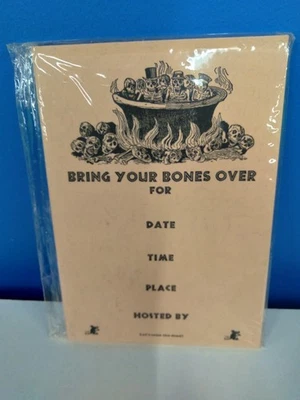 BRING YOUR BONES OVER
FOR
DATE
TIME
PLACE
HOSTED BY